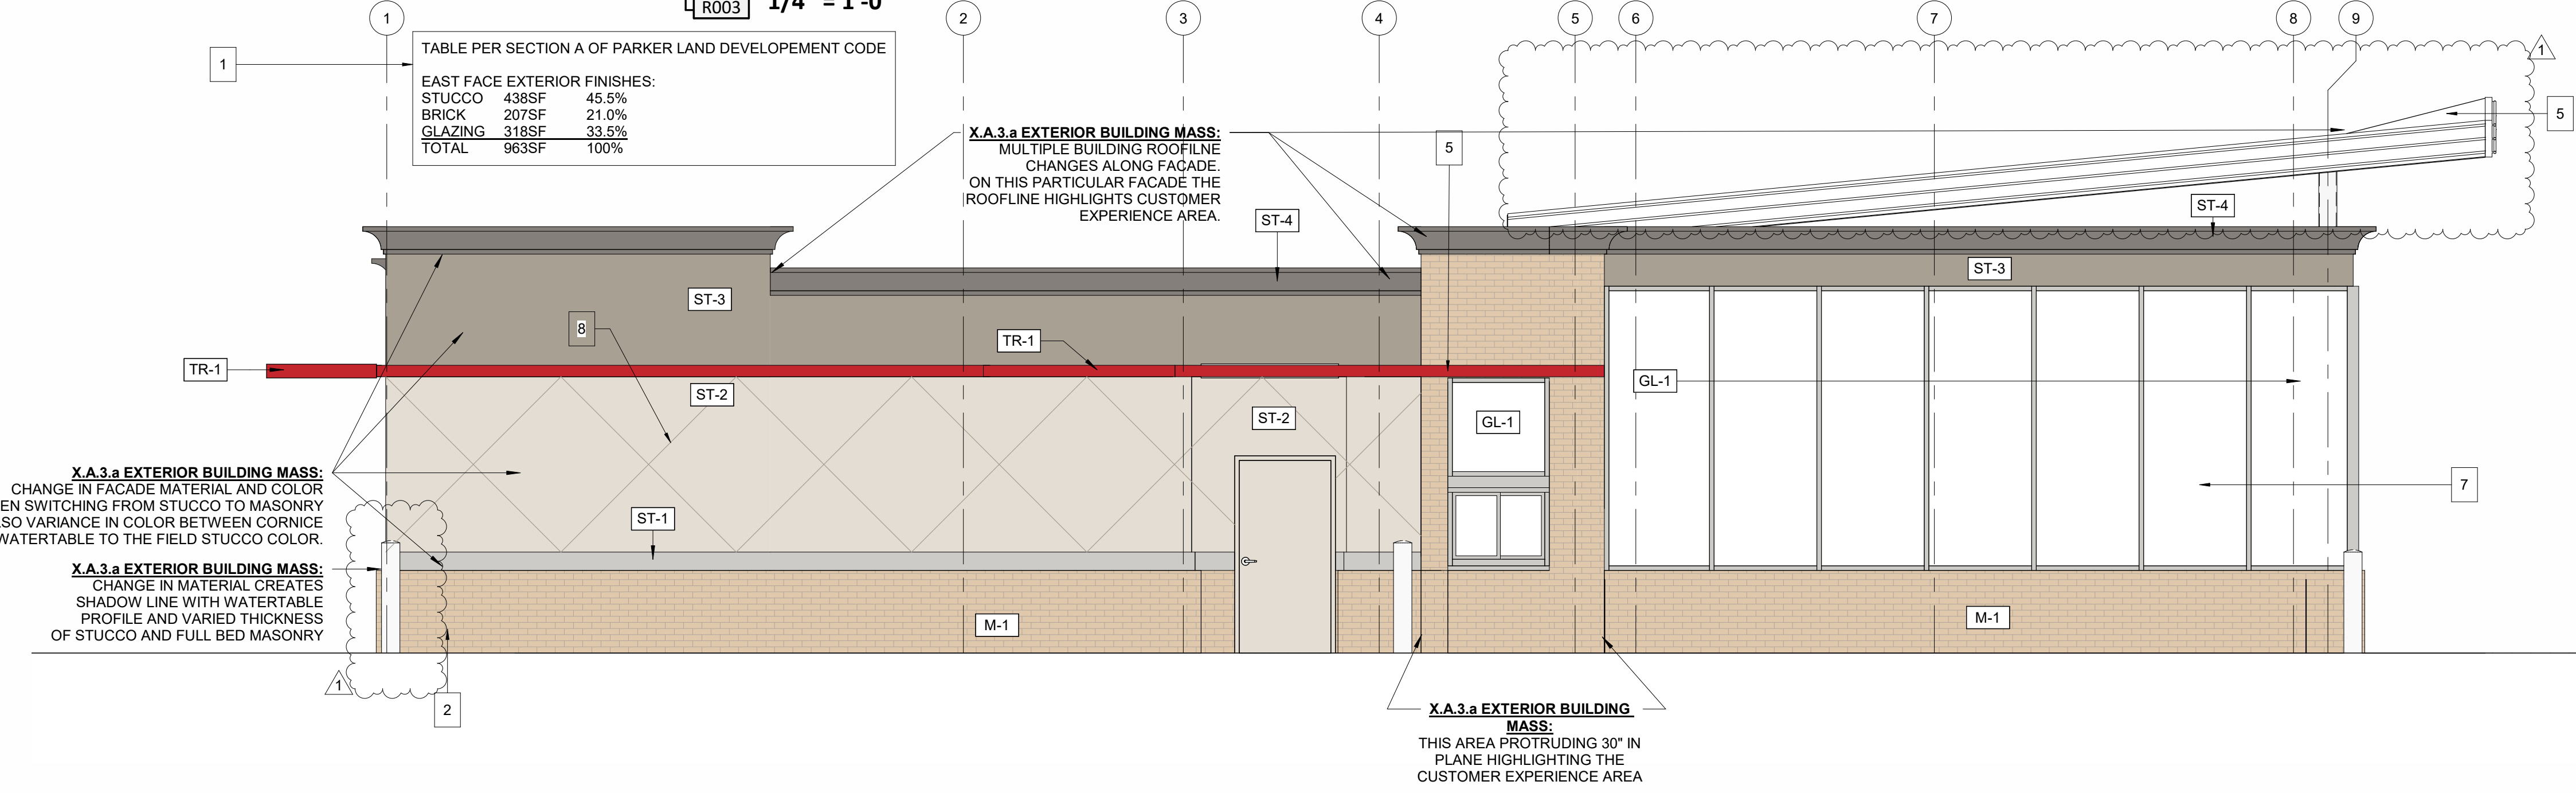 R003
1/4" = 1'-0"
1
2
3
4
5
6
7
8
9
1
TABLE PER SECTION A OF PARKER LAND DEVELOPEMENT CODE
EAST FACE EXTERIOR FINISHES:
STUCCO 438SF 45.5%
BRICK 207SF 21.0%
GLAZING 318SF 33.5%
TOTAL 963SF 100%
1
5
X.A.3.a EXTERIOR BUILDING MASS:
MULTIPLE BUILDING ROOFILNE
CHANGES ALONG FACADE.
ON THIS PARTICULAR FACADE THE
ROOFLINE HIGHLIGHTS CUSTOMER
EXPERIENCE AREA.
5
ST-4
ST-4
ST-3
ST-3
8
TR-1
TR-1
ST-2
GL-1
ST-2
GL-1
X.A.3.a EXTERIOR BUILDING MASS:
CHANGE IN FACADE MATERIAL AND COLOR
EN SWITCHING FROM STUCCO TO MASONRY
SO VARIANCE IN COLOR BETWEEN CORNICE
WATERTABLE TO THE FIELD STUCCO COLOR.
7
ST-1
X.A.3.a EXTERIOR BUILDING MASS:
CHANGE IN MATERIAL CREATES
SHADOW LINE WITH WATERTABLE
PROFILE AND VARIED THICKNESS
OF STUCCO AND FULL BED MASONRY
M-1
M-1
1
2
X.A.3.a EXTERIOR BUILDING
MASS:
THIS AREA PROTRUDING 30" IN
PLANE HIGHLIGHTING THE
CUSTOMER EXPERIENCE AREA